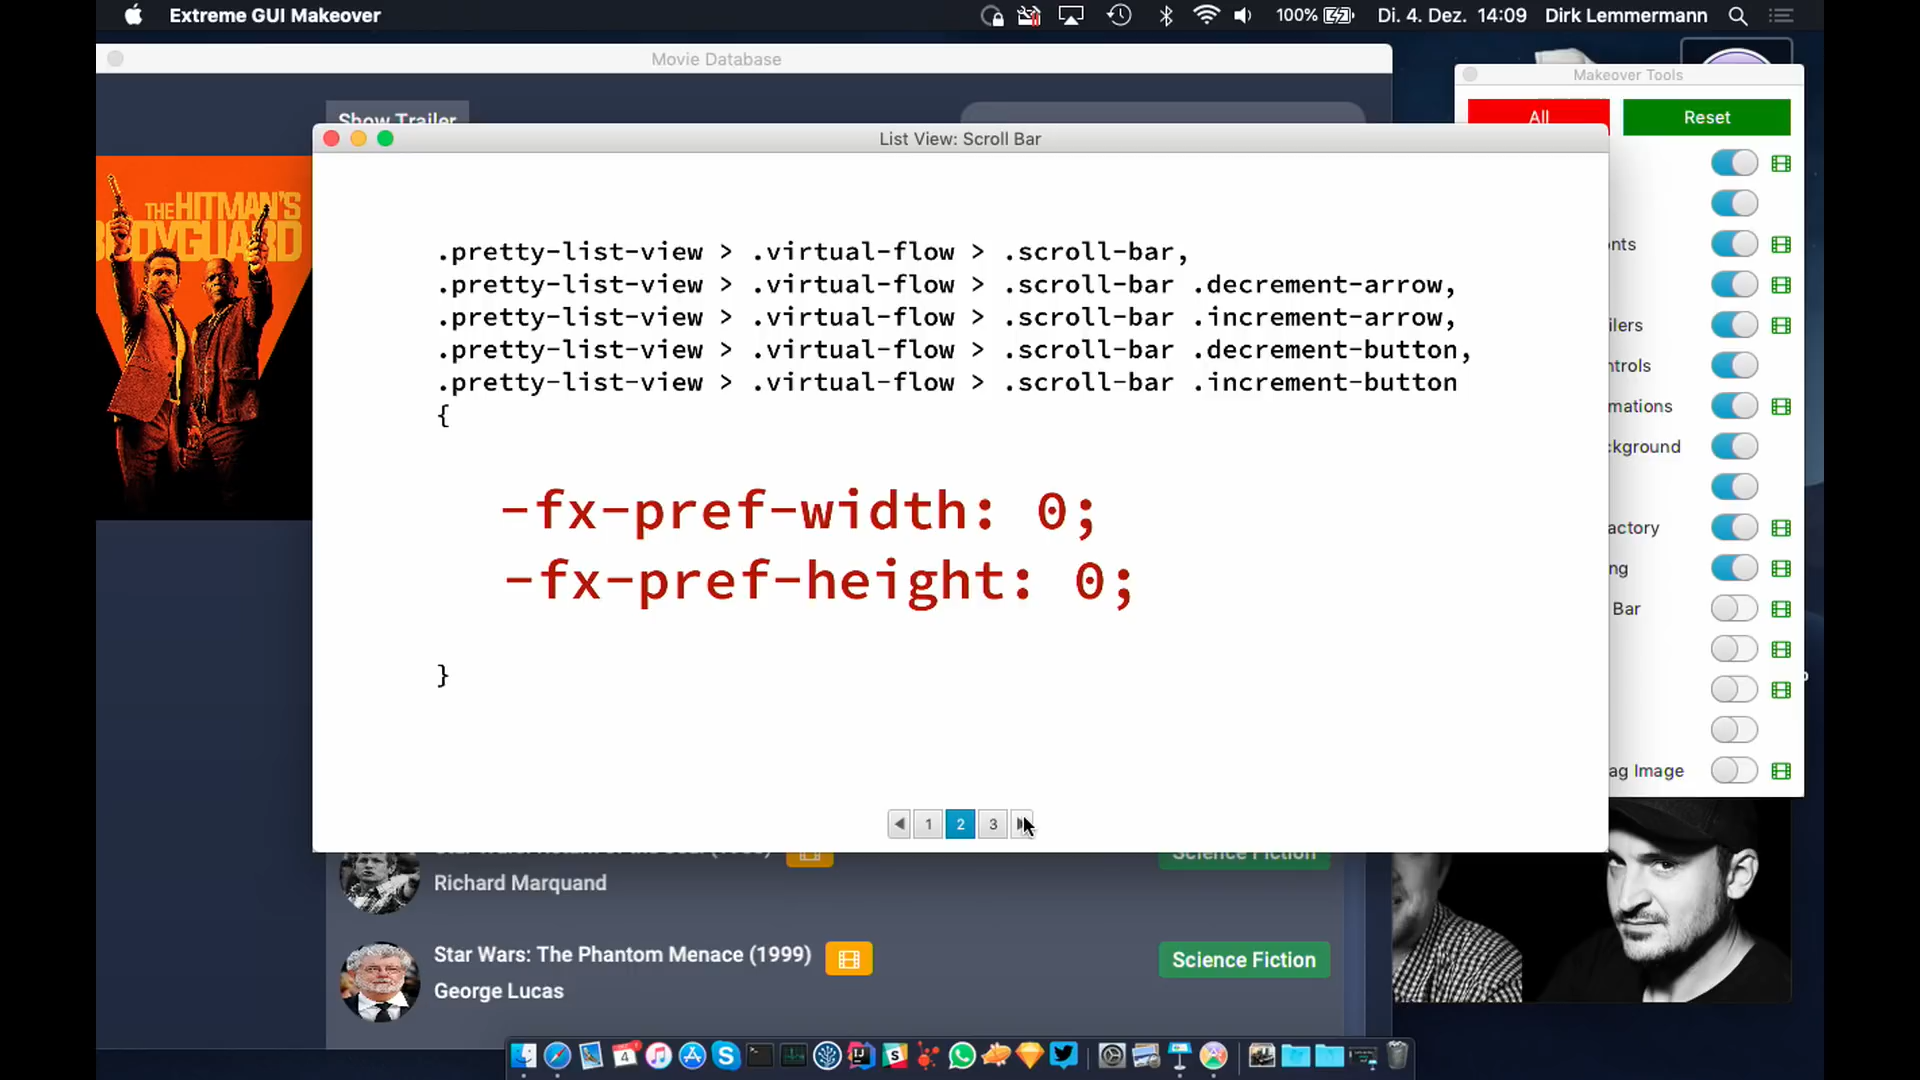 Extreme GUI Makeover
100%
Di. 4. Dez. 14:09
Dirk Lemmermann
Movie Database
Makeover Tools
Show Trailer
All
Reset
List View: Scroll Bar
THE HITMAN'S
BODYGUARD
.pretty-list-view > .virtual-flow > .scroll-bar,
.pretty-list-view > .virtual-flow > .scroll-bar .decrement-arrow,
.pretty-list-view > .virtual-flow > .scroll-bar .increment-arrow,
.pretty-list-view > .virtual-flow > .scroll-bar .decrement-button,
.pretty-list-view > .virtual-flow > .scroll-bar .increment-button
{
-fx-pref-width: 0;
-fx-pref-height: 0;
}
onts
ilers
ntrols
mations
kground
actory
ng
Bar
ag Image
1
2
3
Science Fiction
Richard Marquand
Star Wars: The Phantom Menace (1999)
Science Fiction
George Lucas
4